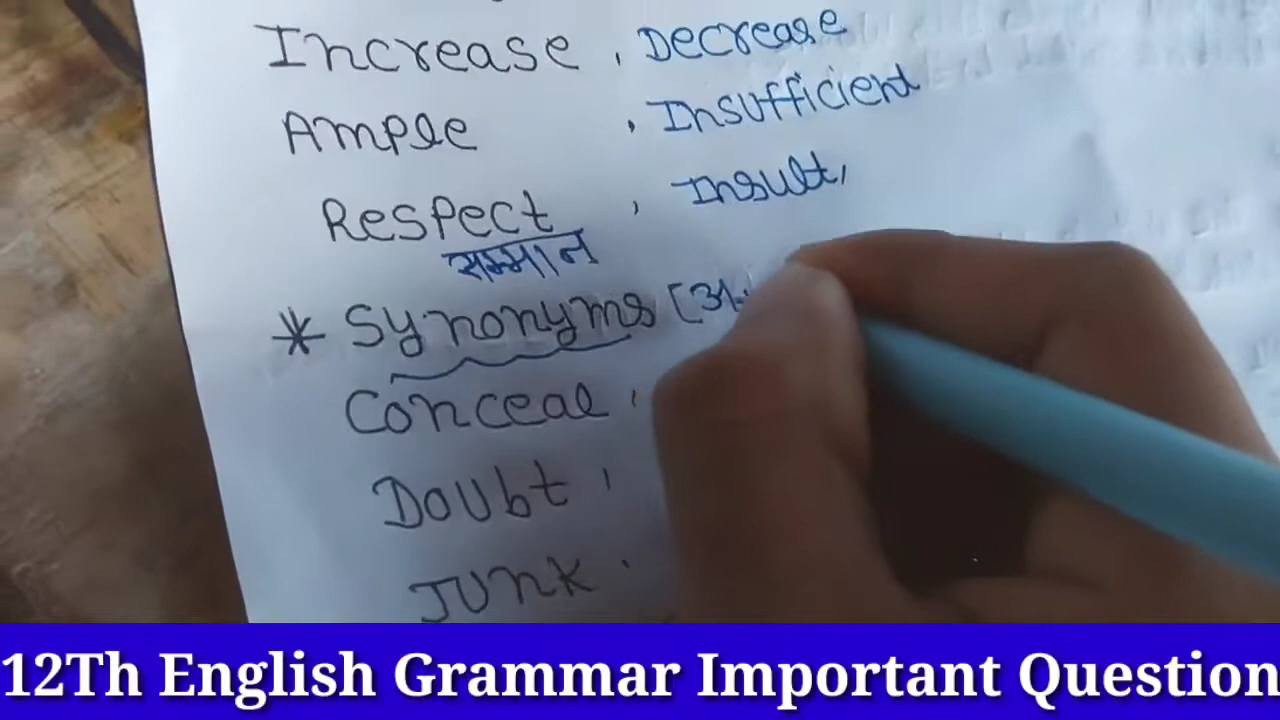 Increase , Decrease
Ample , Insufficient
Respect , Insult,
सम्मान
* Synonyms [
Conceal ,
Doubt ,
Junk .
12Th English Grammar Important Question